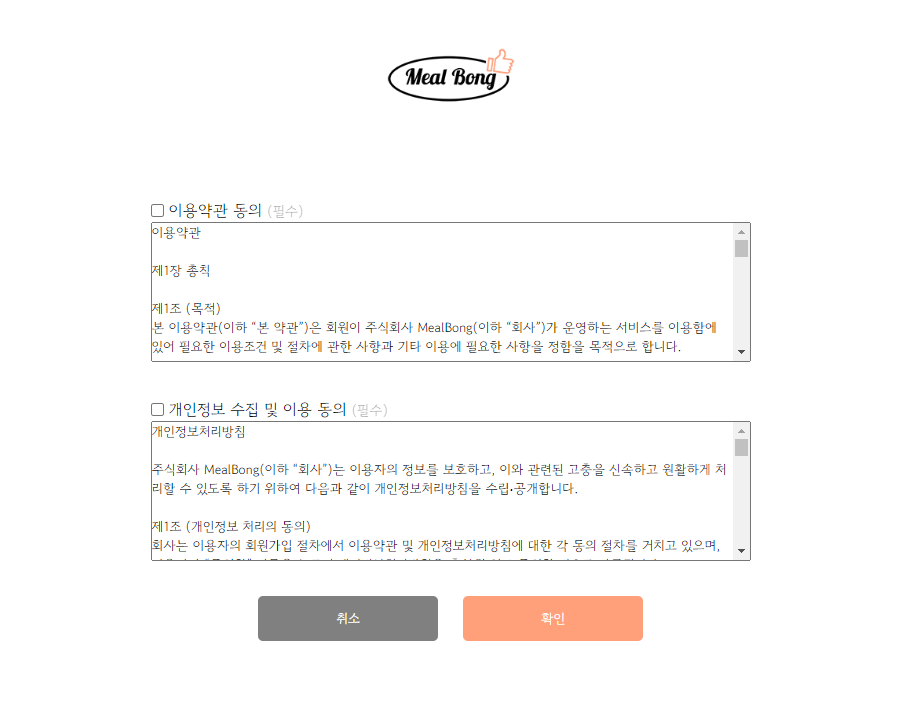 Meal Bong
이용약관 동의 (필수)
이용약관
제1장 총칙
제1조 (목적)
본 이용약관(이하 “본 약관”)은 회원이 주식회사 MealBong(이하 “회사”)가 운영하는 서비스를 이용함에
있어 필요한 이용조건 및 절차에 관한 사항과 기타 이용에 필요한 사항을 정함을 목적으로 합니다.
개인정보 수집 및 이용 동의 (필수)
개인정보처리방침
주식회사 MealBong(이하 “회사”)는 이용자의 정보를 보호하고, 이와 관련된 고충을 신속하고 원활하게 처
리할 수 있도록 하기 위하여 다음과 같이 개인정보처리방침을 수립·공개합니다.
제1조 (개인정보 처리의 동의)
회사는 이용자의 회원가입 절차에서 이용약관 및 개인정보처리방침에 대한 각 동의 절차를 거치고 있으며,
취소
확인